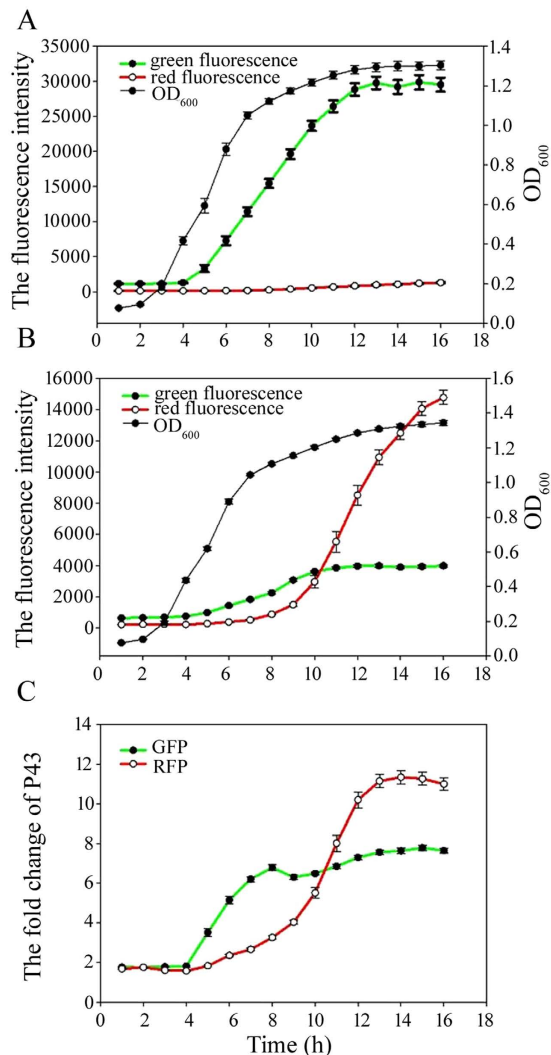 A
The fluorescence intensity
35000
30000
25000
20000
15000
10000
5000
0
green fluorescence
red fluorescence
OD600
1.4
1.2
1.0
0.8
0.6
0.4
0.2
0.0
OD600
0 2 4 6 8 10 12 14 16 18
B
The fluorescence intensity
16000
14000
12000
10000
8000
6000
4000
2000
0
green fluorescence
red fluorescence
OD600
1.6
1.4
1.2
1.0
0.8
0.6
0.4
0.2
0.0
OD600
0 2 4 6 8 10 12 14 16 18
C
The fold change of P43
14
12
10
8
6
4
2
0
GFP
RFP
0 2 4 6 8 10 12 14 16 18
Time (h)